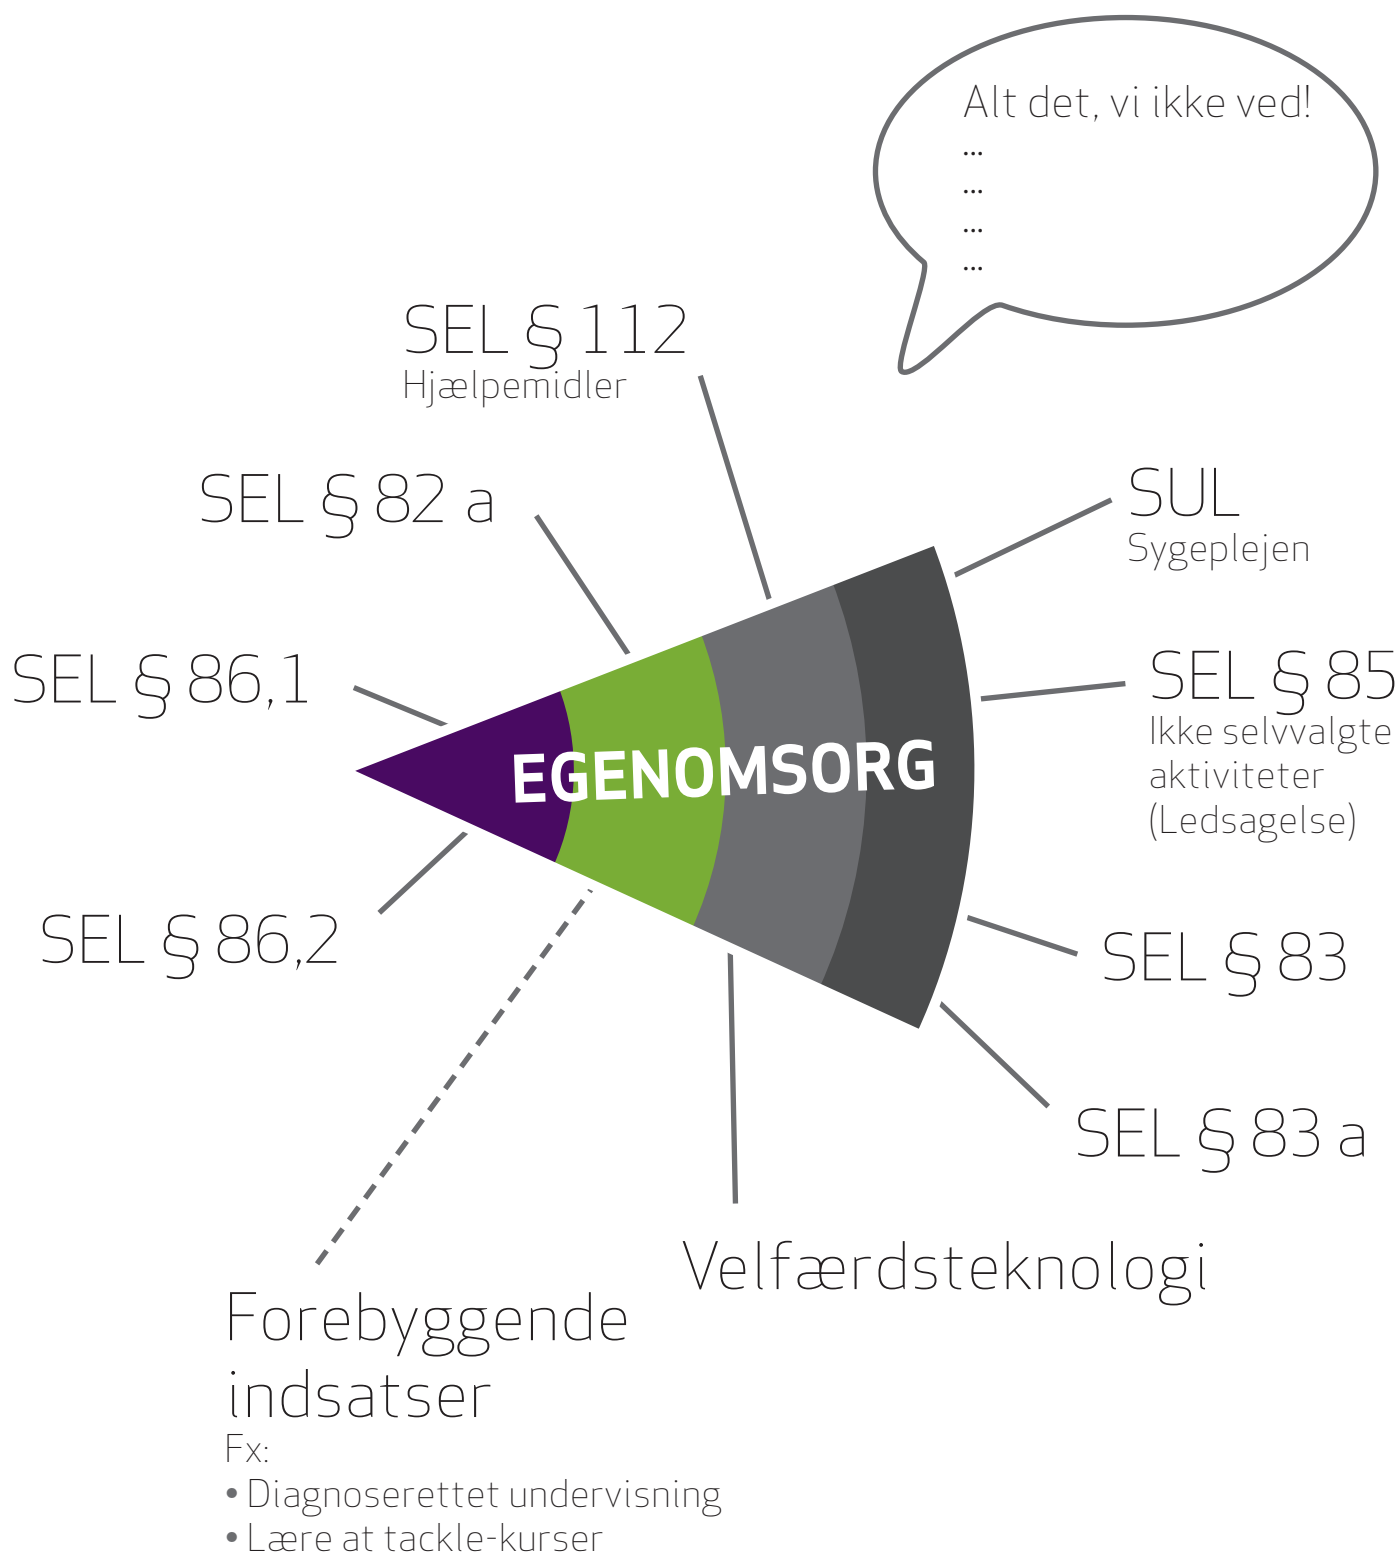 Alt det, vi ikke ved!
...
...
...
...
SEL § 112
Hjælpemidler
SEL § 82 a
SUL
Sygeplejen
SEL § 86,1
SEL § 85
Ikke selvvalgte
aktiviteter
(Ledsagelse)
EGENOMSORG
SEL § 86,2
SEL § 83
SEL § 83 a
Velfærdsteknologi
Forebyggende
indsatser
Fx:
• Diagnoserettet undervisning
• Lære at tackle-kurser